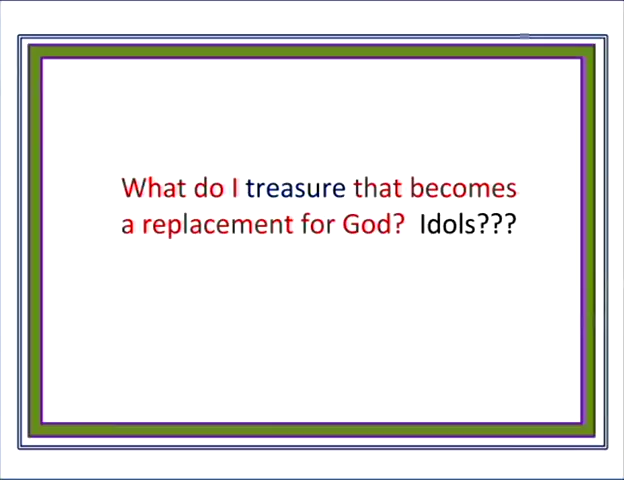 What do I treasure that becomes
a replacement for God? Idols???